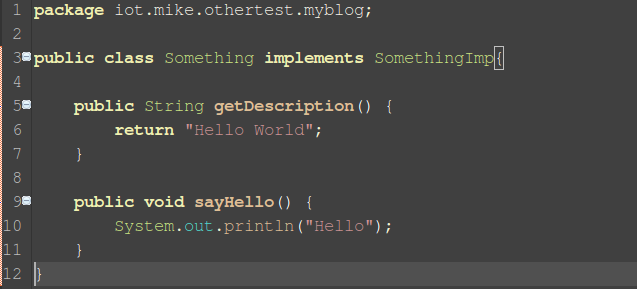 1 package iot.mike.othertest.myblog;
2
3 public class Something implements SomethingImp{
4
5     public String getDescription() {
6         return "Hello World";
7     }
8
9     public void sayHello() {
10         System.out.println("Hello");
11     }
12 }